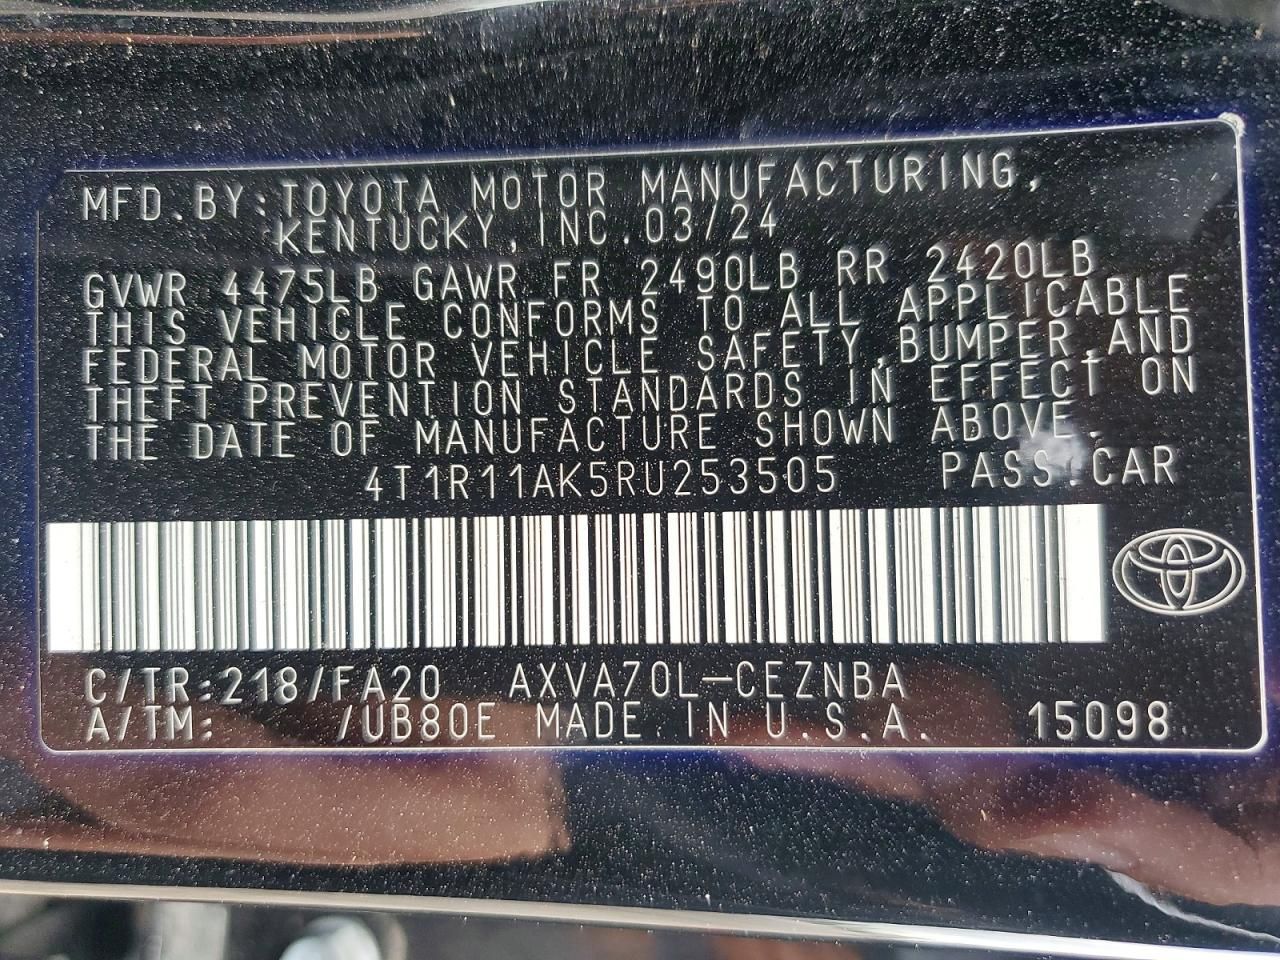 MFD.BY:TOYOTA MOTOR MANUFACTURING,
KENTUCKY,INC.03/24
GVWR 4475LB GAWR FR 2490LB RR 2420LB
THIS VEHICLE CONFORMS TO ALL APPLICABLE
FEDERAL MOTOR VEHICLE SAFETY,BUMPER,AND
THEFT PREVENTION STANDARDS IN EFFECT ON
THE DATE OF MANUFACTURE SHOWN ABOVE.
4T1R11AK5RU253505 PASS.CAR
C/TR:218/FA20 AXVA70L-CEZNBA
A/TM: /UB80E MADE IN U.S.A. 15098